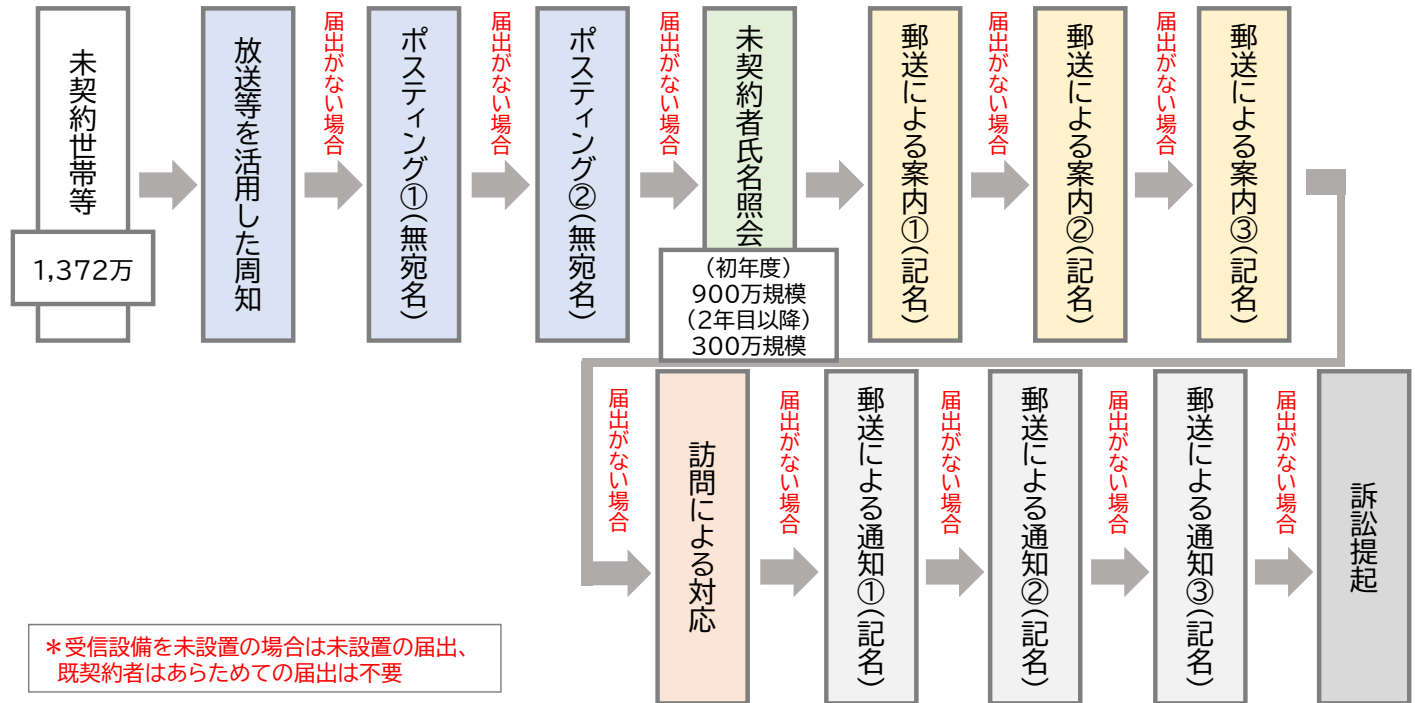 未契約世帯等
1,372万
放送等を活用した周知
届出がない場合
ポスティング①(無宛名)
届出がない場合
ポスティング②(無宛名)
届出がない場合
未契約者氏名照会
(初年度)
900万規模
(2年目以降)
300万規模
郵送による案内①(記名)
届出がない場合
郵送による案内②(記名)
届出がない場合
郵送による案内③(記名)
届出がない場合
訪問による対応
届出がない場合
郵送による通知①(記名)
届出がない場合
郵送による通知②(記名)
届出がない場合
郵送による通知③(記名)
届出がない場合
訴訟提起
＊受信設備を未設置の場合は未設置の届出、
既契約者はあらためての届出は不要